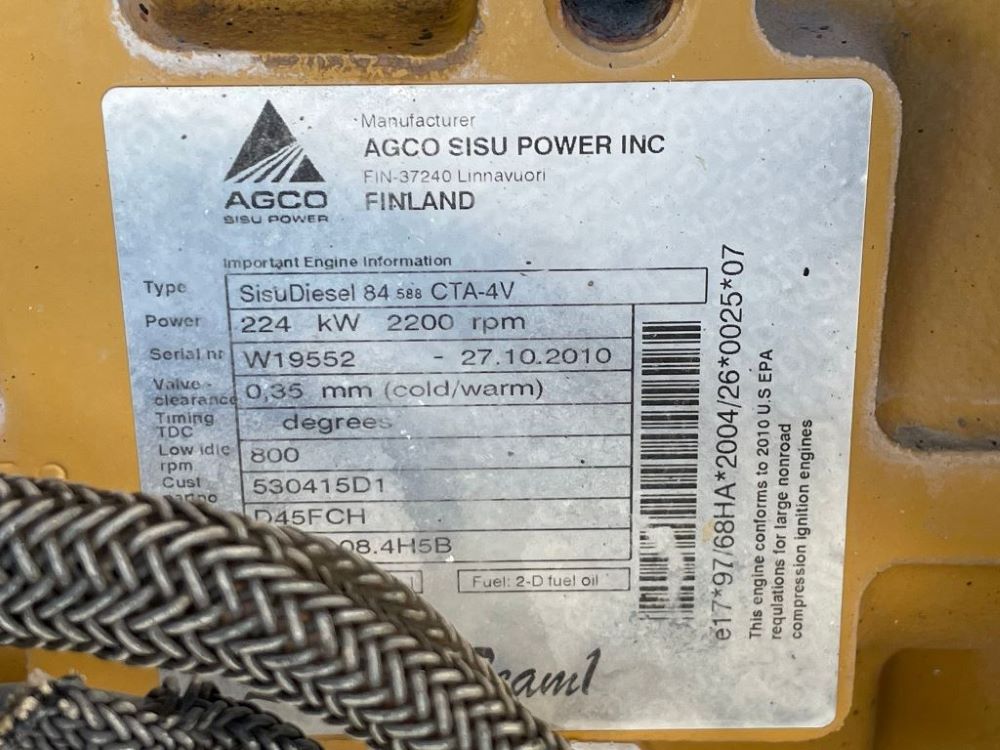 AGCO
SISU POWER
Manufacturer
AGCO SISU POWER INC
FIN-37240 Linnavuori
FINLAND
Important Engine Information
Type SisuDiesel 84 588 CTA-4V
Power 224 kW 2200 rpm
Serial nr W19552 - 27.10.2010
Valve-
clearance 0,35 mm (cold/warm)
Timing
TDC degrees
Low idle
rpm 800
Cust
530415D1
D45FCH
08.4H5B
Fuel: 2-D fuel oil
e17*97/68HA*2004/26*0025*07
This engine conforms to 2010 U.S EPA
requlations for large nonroad
compression ignition engines